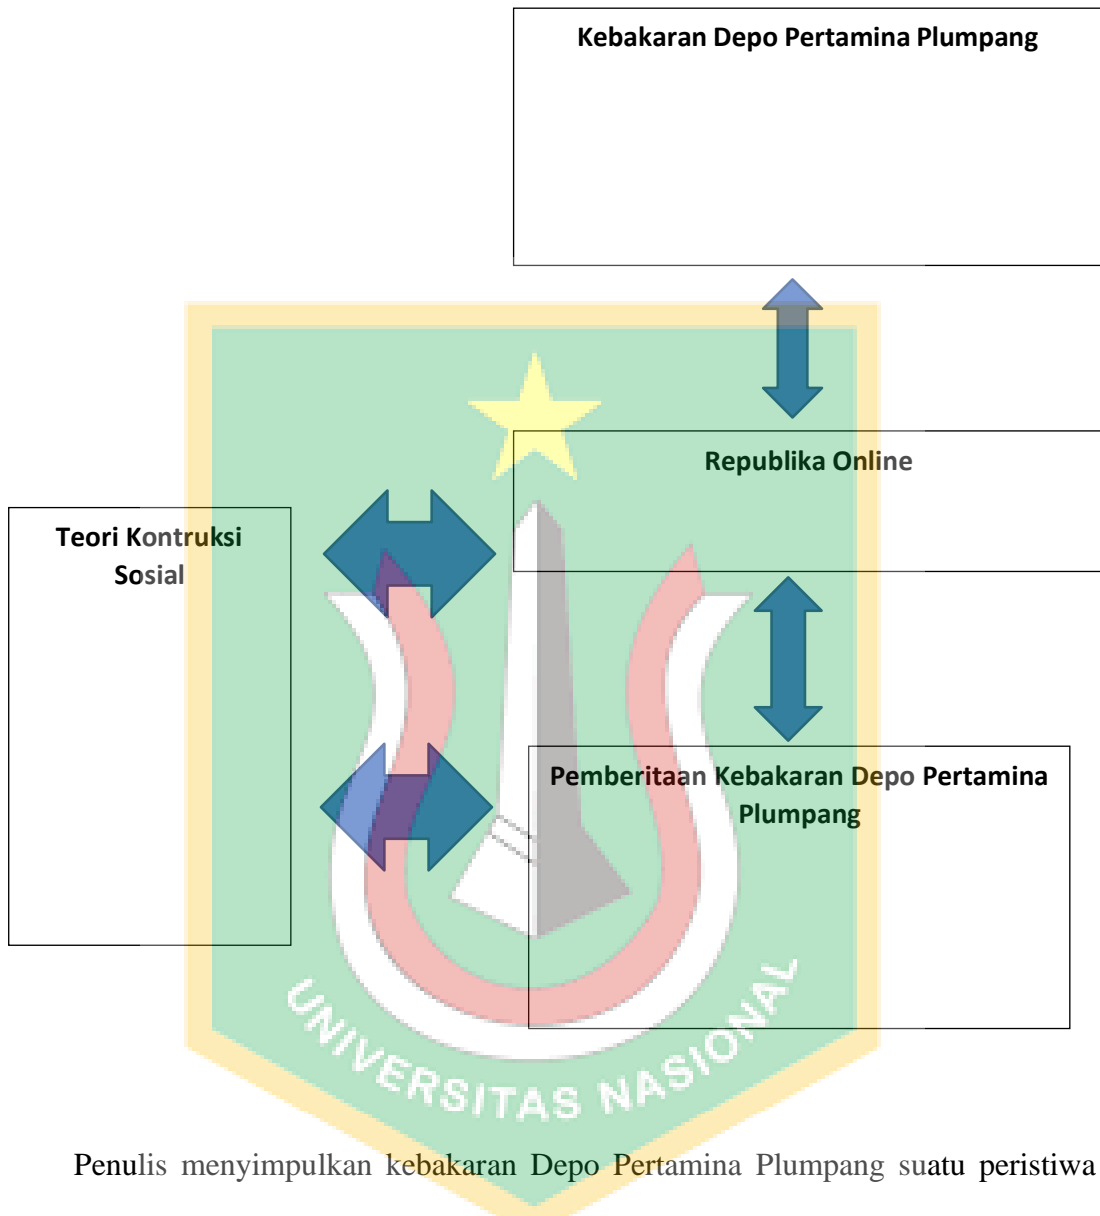 Kebakaran Depo Pertamina Plumpang
Republika Online
Teori Kontruksi
Sosial
Pemberitaan Kebakaran Depo Pertamina
Plumpang
UNIVERSITAS NASIONAL
Penulis menyimpulkan kebakaran Depo Pertamina Plumpang suatu peristiwa